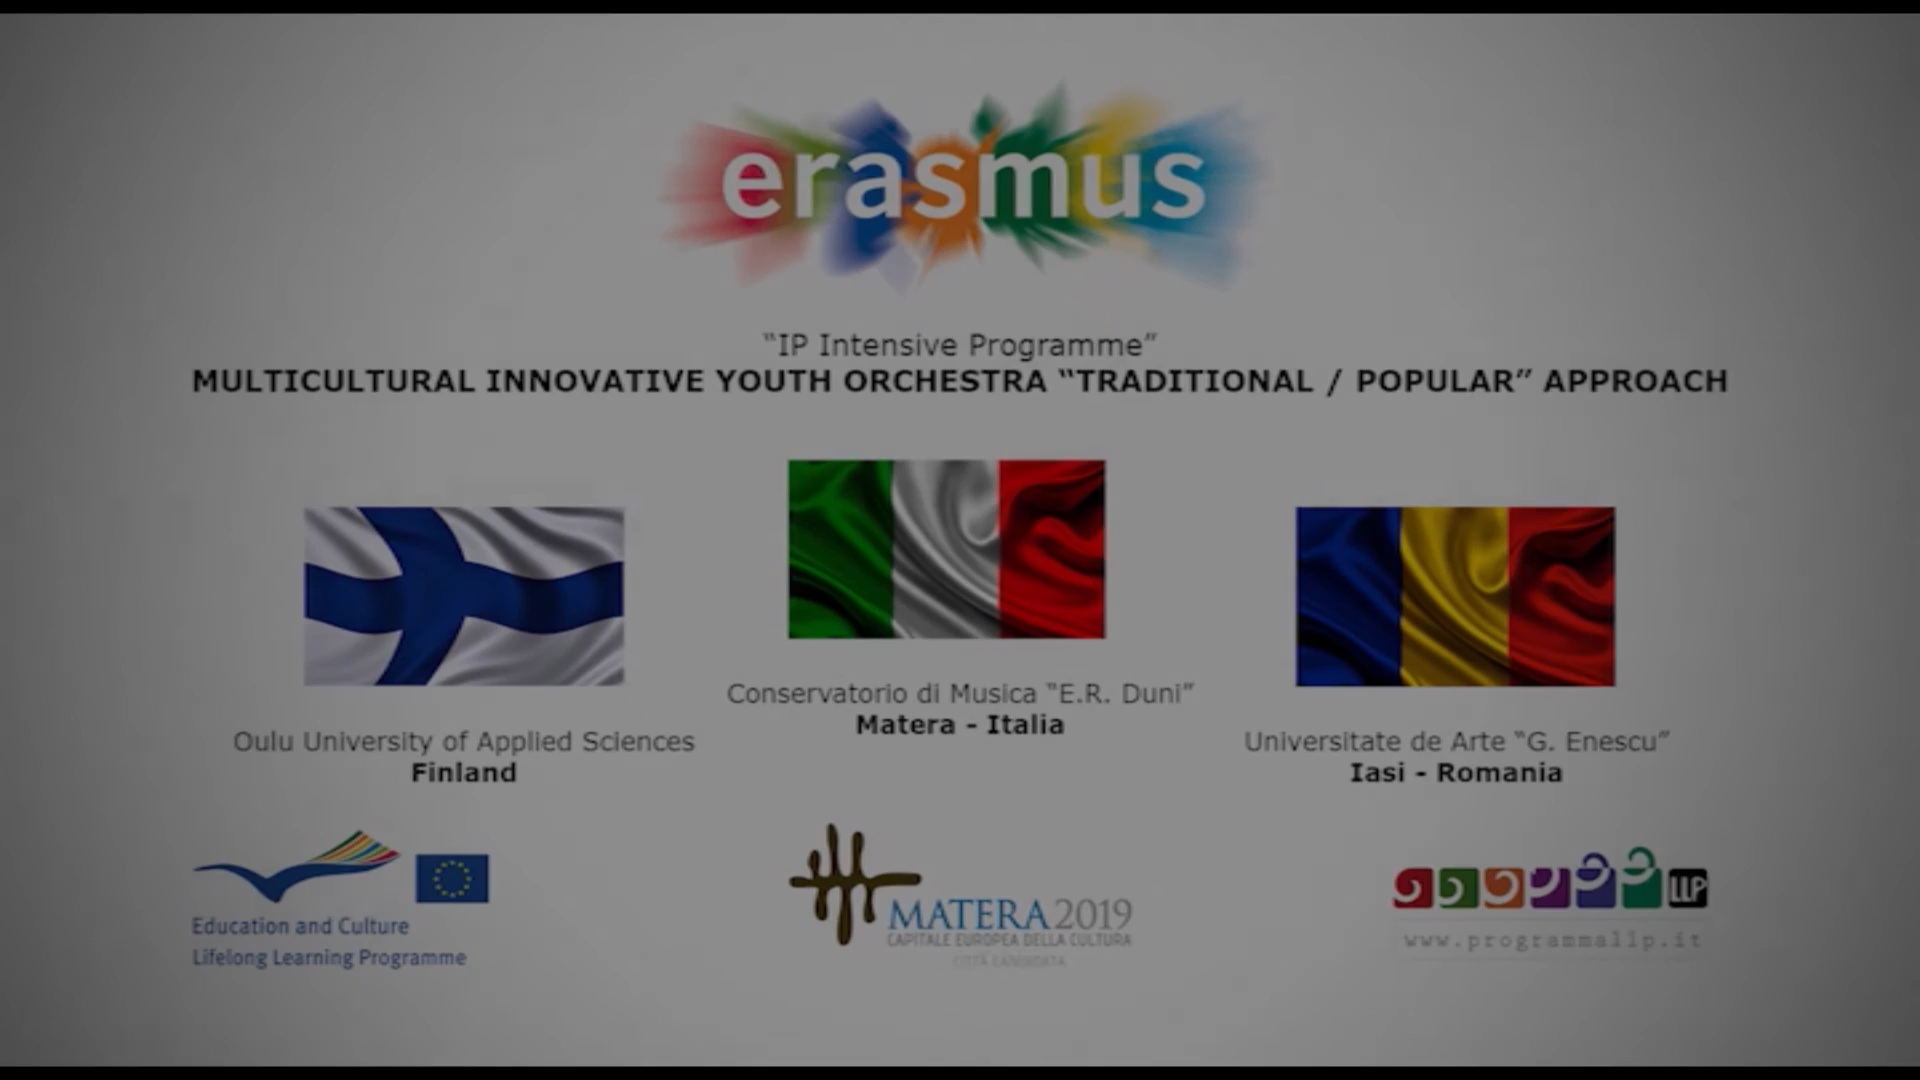 erasmus
“IP Intensive Programme”
MULTICULTURAL INNOVATIVE YOUTH ORCHESTRA “TRADITIONAL / POPULAR” APPROACH
Conservatorio di Musica “E.R. Duni”
Matera - Italia
Oulu University of Applied Sciences
Finland
Universitate de Arte “G. Enescu”
Iasi - Romania
Education and Culture
Lifelong Learning Programme
MATERA 2019
CAPITALE EUROPEA DELLA CULTURA
CITTÀ CANDIDATA
LLP
www.programmallp.it